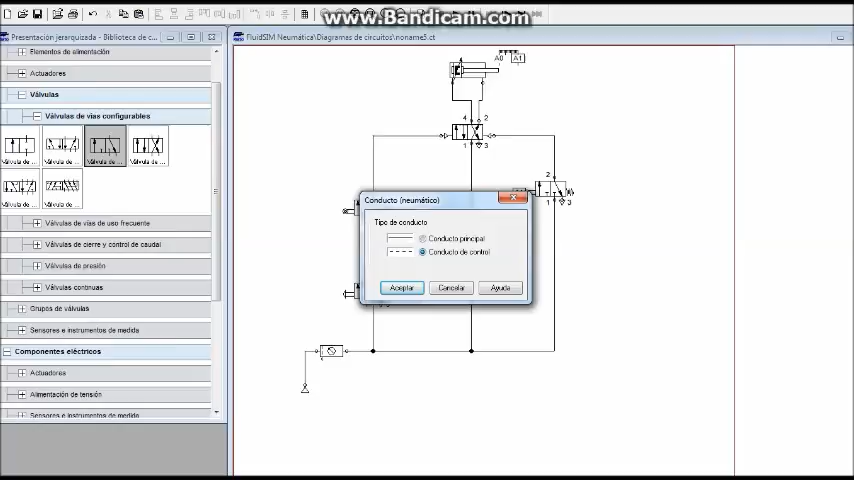 www.Bandicam.com
Presentación jerarquizada - Biblioteca de c...
FluidSIM Neumática\Diagramas de circuitos\noname5.ct
Elementos de alimentación
Actuadores
Válvulas
Válvulas de vías configurables
Válvula de ...
Válvula de...
Válvula de...
Válvula de...
Válvula de...
Válvula de...
Válvulas de vías de uso frecuente
Válvulas de cierre y control de caudal
Válvulas de presión
Válvulas continuas
Grupos de válvulas
Sensores e instrumentos de medida
Componentes eléctricos
Actuadores
Alimentación de tensión
Sensores e instrumentos de medida
A0
A1
4
2
1
3
2
1
3
Conducto (neumático)
Tipo de conducto
Conducto principal
Conducto de control
Aceptar
Cancelar
Ayuda